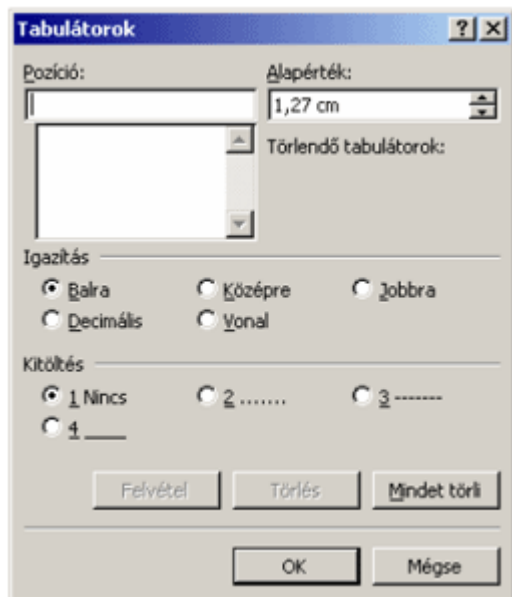 Tabulátorok
Pozíció: Alapérték:
1,27 cm
Törlendő tabulátorok:
Igazítás
Balra Középre Jobbra
Decimális Vonal
Kitöltés
1 Nincs 2 ....... 3 -------
4 ____
Felvétel Törlés Mindet törli
OK Mégse